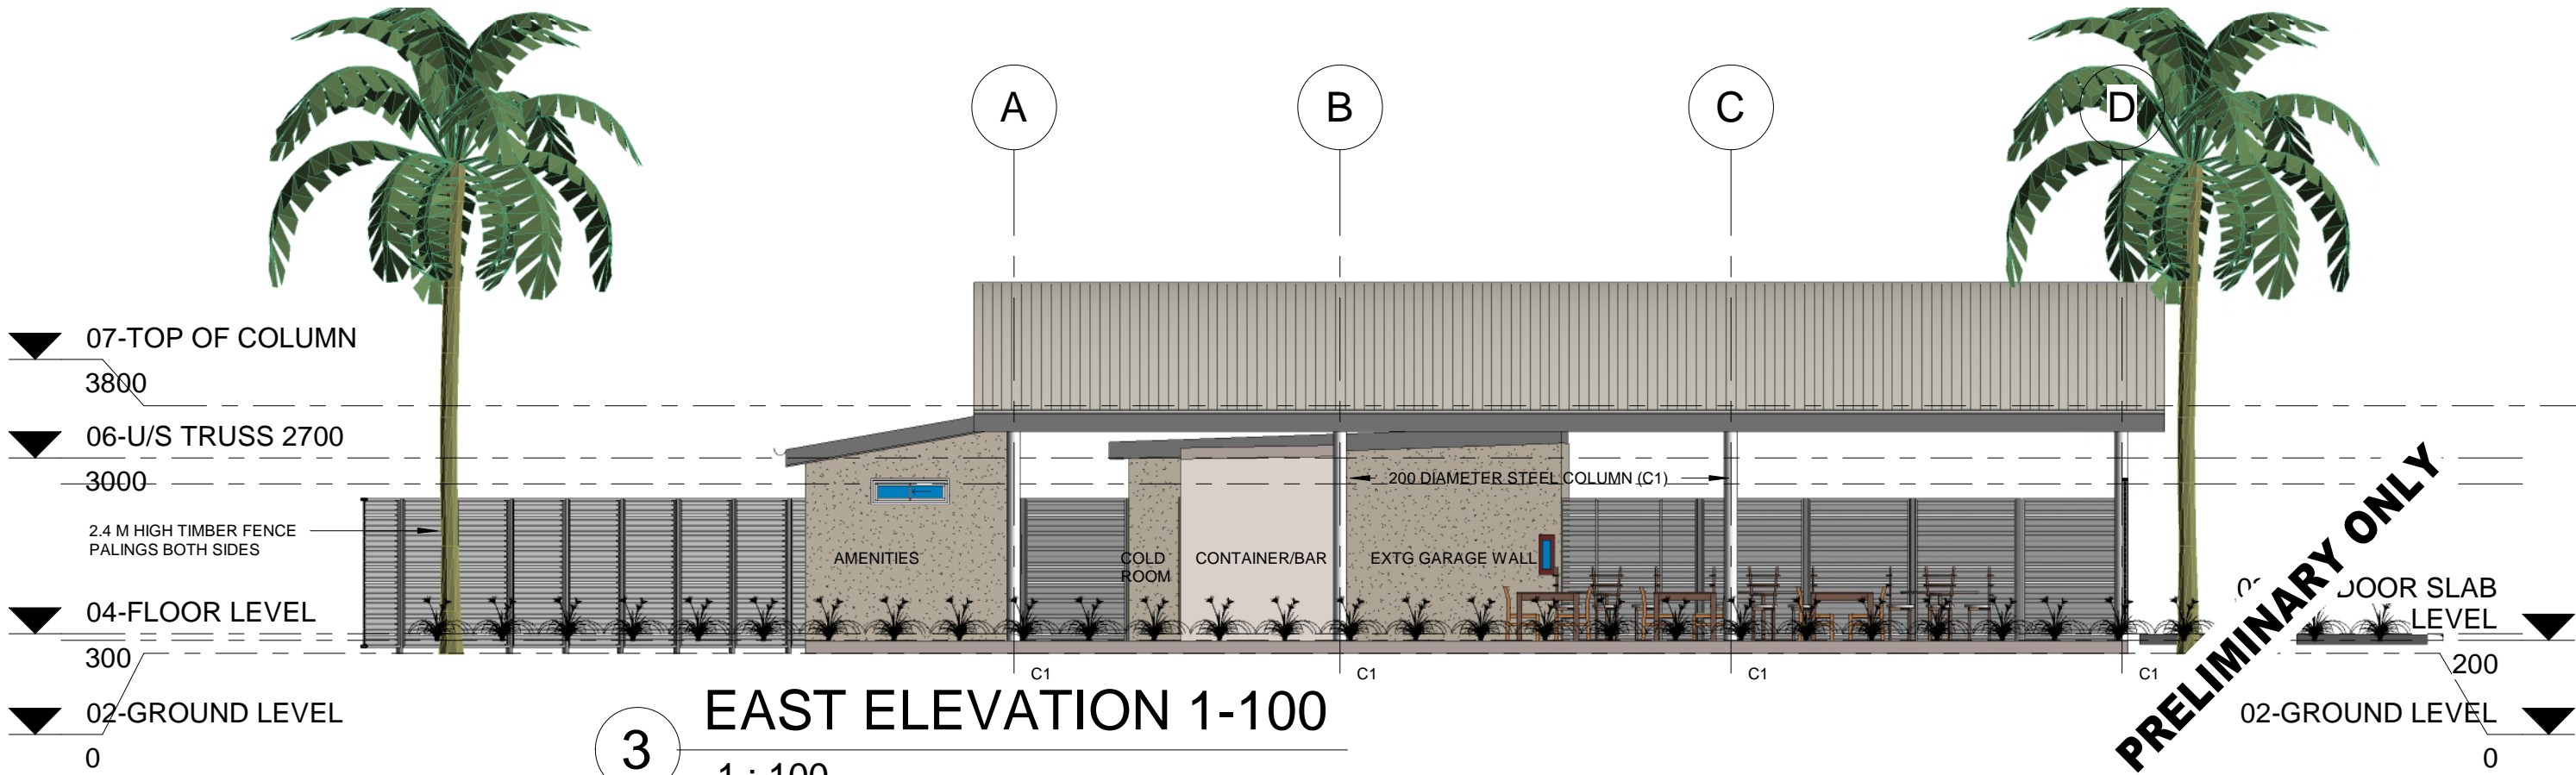 A
B
C
D
07-TOP OF COLUMN
3800
06-U/S TRUSS 2700
3000
200 DIAMETER STEEL COLUMN (C1)
2.4 M HIGH TIMBER FENCE
PALINGS BOTH SIDES
AMENITIES
COLD
ROOM
CONTAINER/BAR
EXTG GARAGE WALL
04-FLOOR LEVEL
300
SLAB
LEVEL
200
C1
C1
C1
C1
02-GROUND LEVEL
0
3
EAST ELEVATION 1-100
1 : 100
PRELIMINARY ONLY
02-GROUND LEVEL
0